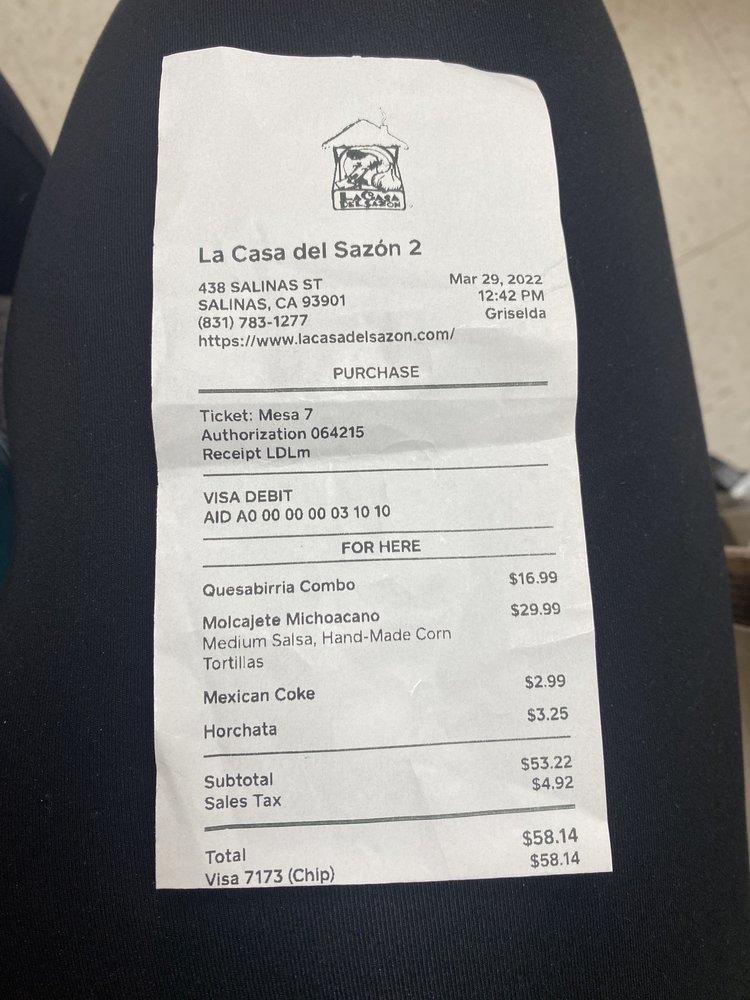 LA CASA
DEL SAZON
La Casa del Sazón 2
438 SALINAS ST
SALINAS, CA 93901
(831) 783-1277
https://www.lacasadelsazon.com/
Mar 29, 2022
12:42 PM
Griselda
PURCHASE
Ticket: Mesa 7
Authorization 064215
Receipt LDLm
VISA DEBIT
AID A0 00 00 00 03 10 10
FOR HERE
Quesabirria Combo $16.99
Molcajete Michoacano $29.99
Medium Salsa, Hand-Made Corn
Tortillas
Mexican Coke $2.99
Horchata $3.25
Subtotal $53.22
Sales Tax $4.92
Total $58.14
Visa 7173 (Chip) $58.14